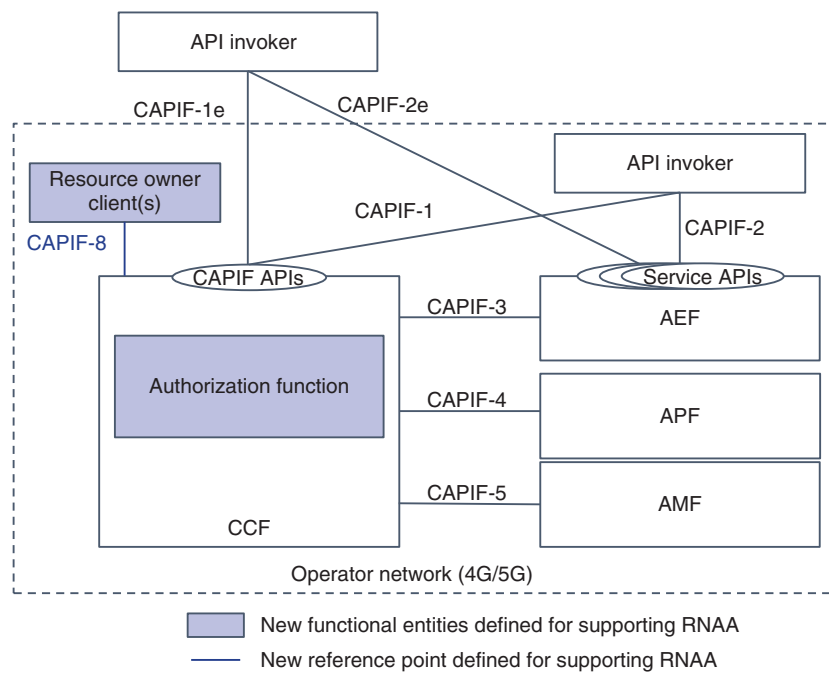 API invoker
CAPIF-1e
CAPIF-2e
API invoker
Resource owner
client(s)
CAPIF-1
CAPIF-2
CAPIF-8
CAPIF APIs
Service APIs
CAPIF-3
AEF
Authorization function
CAPIF-4
APF
CAPIF-5
AMF
CCF
Operator network (4G/5G)
New functional entities defined for supporting RNAA
New reference point defined for supporting RNAA